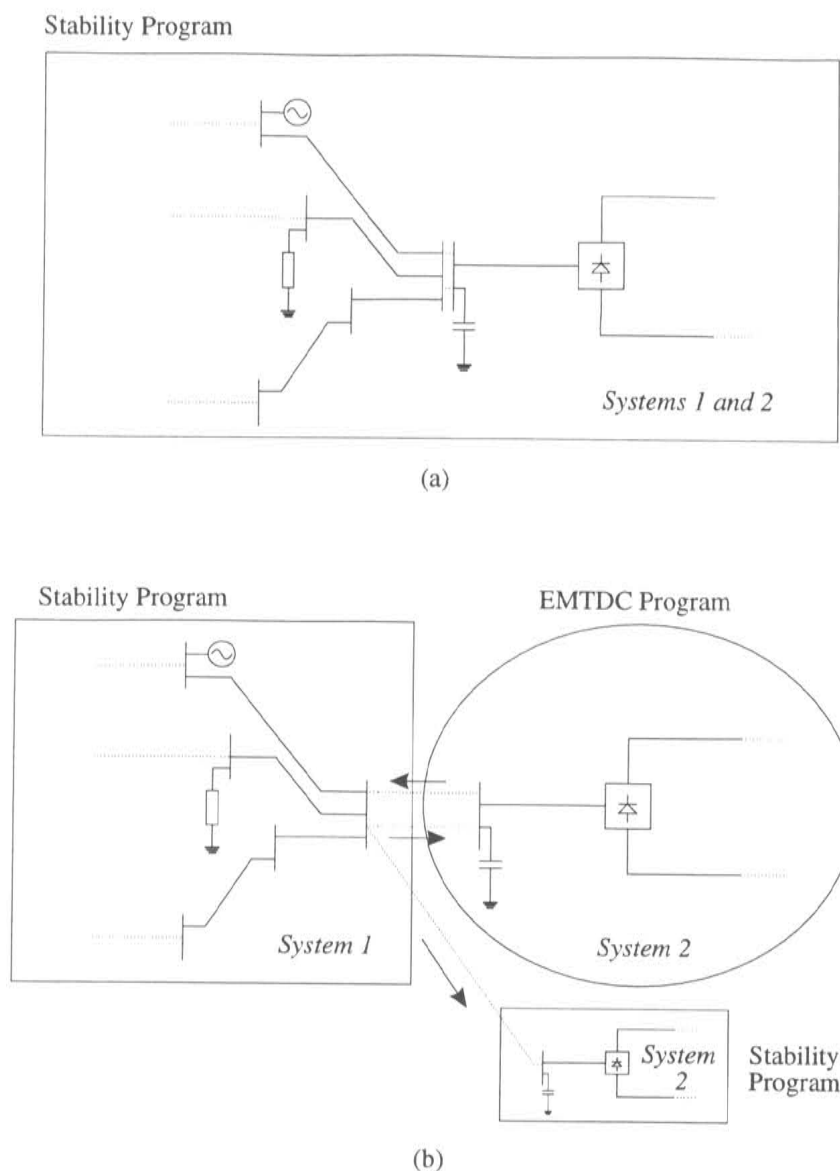 Stability Program
Systems 1 and 2
(a)
Stability Program
EMTDC Program
System 1
System 2
System
2
Stability
Program
(b)